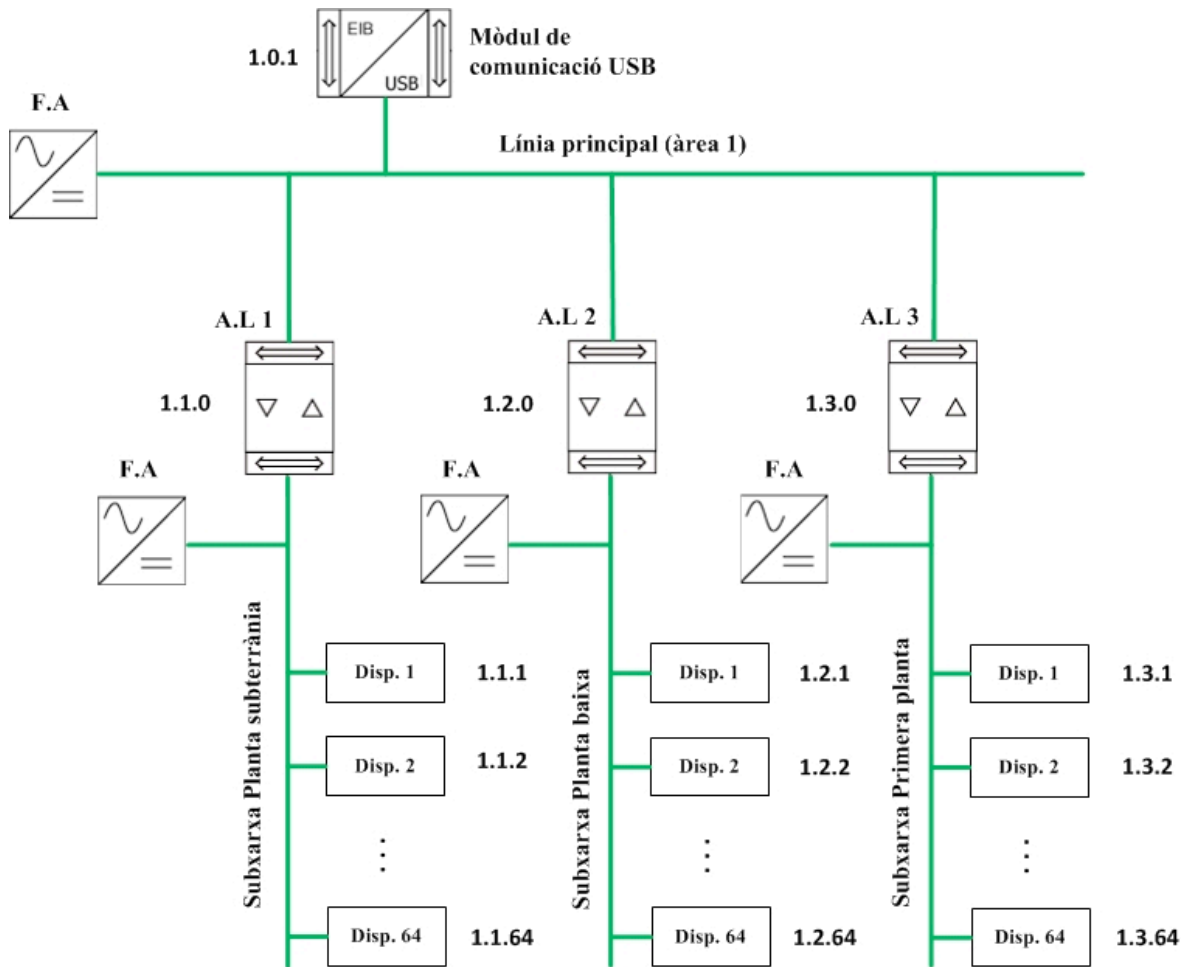 EIB
USB
1.0.1
Mòdul de
comunicació USB
F.A
Línia principal (àrea 1)
A.L 1
A.L 2
A.L 3
1.1.0
1.2.0
1.3.0
F.A
F.A
F.A
Subxarxa Planta subterrània
Subxarxa Planta baixa
Subxarxa Primera planta
Disp. 1
1.1.1
Disp. 1
1.2.1
Disp. 1
1.3.1
Disp. 2
1.1.2
Disp. 2
1.2.2
Disp. 2
1.3.2
Disp. 64
1.1.64
Disp. 64
1.2.64
Disp. 64
1.3.64